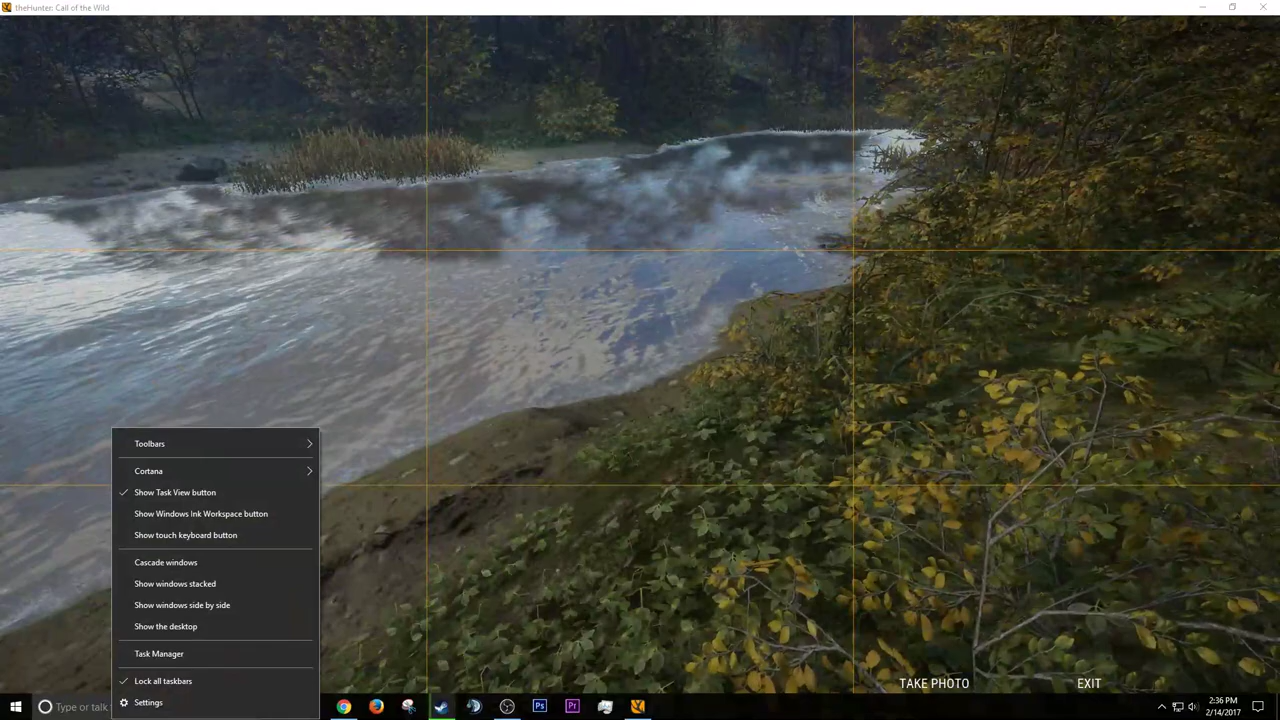 theHunter: Call of the Wild
Toolbars
Cortana
Show Task View button
Show Windows Ink Workspace button
Show touch keyboard button
Cascade windows
Show windows stacked
Show windows side by side
Show the desktop
Task Manager
Lock all taskbars
Settings
TAKE PHOTO
EXIT
Type or talk
Ps
Pr
2:36 PM
2/14/2017